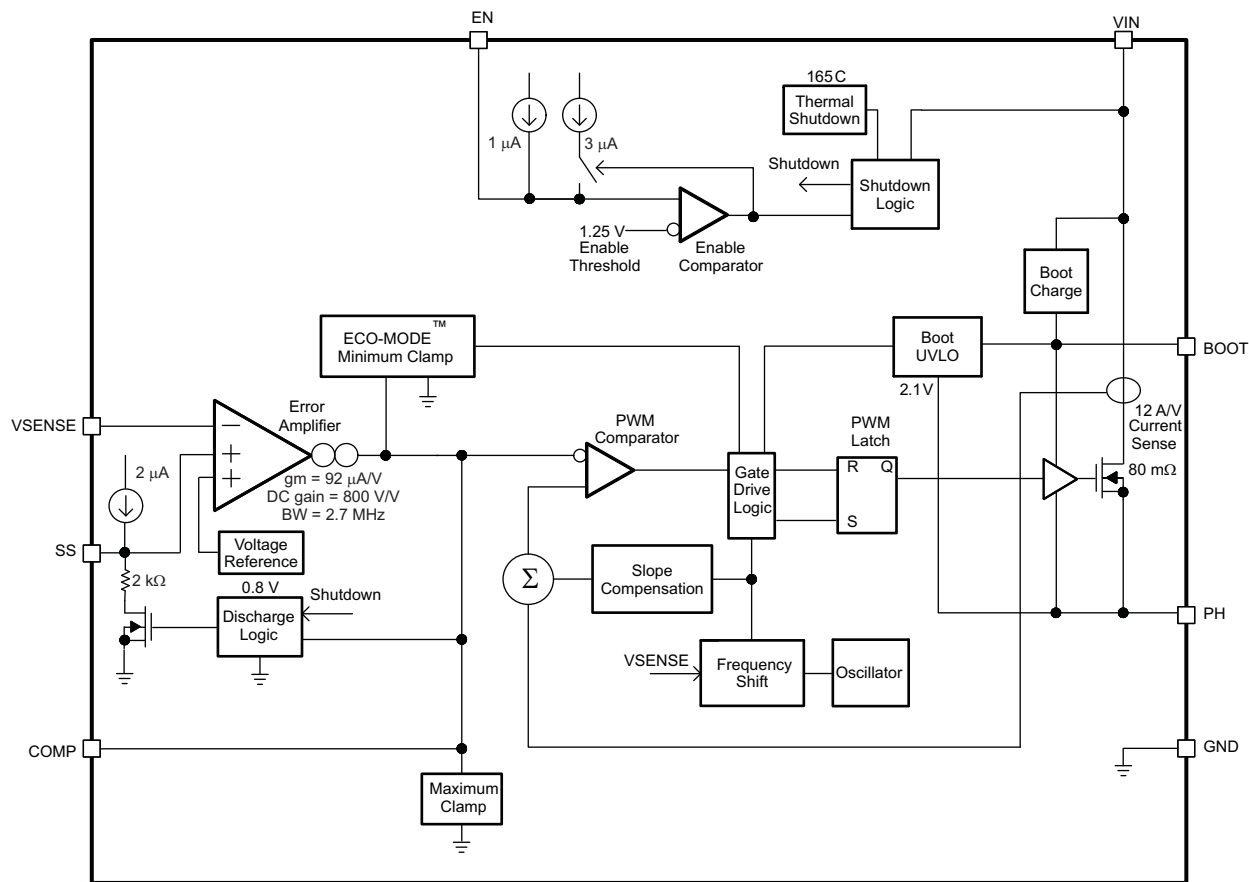 EN
VIN
165C
Thermal
Shutdown
1 μA
3 μA
Shutdown
Shutdown
Logic
1.25 V
Enable
Threshold
Enable
Comparator
Boot
Charge
ECO-MODE™
Minimum Clamp
Boot
UVLO
2.1V
BOOT
VSENSE
Error
Amplifier
gm = 92 μA/V
DC gain = 800 V/V
BW = 2.7 MHz
PWM
Comparator
Gate
Drive
Logic
PWM
Latch
R Q
S
12 A/V
Current
Sense
80 mΩ
2 μA
SS
Voltage
Reference
2 kΩ
0.8 V
Shutdown
Discharge
Logic
Σ
Slope
Compensation
PH
VSENSE
Frequency
Shift
Oscillator
COMP
GND
Maximum
Clamp